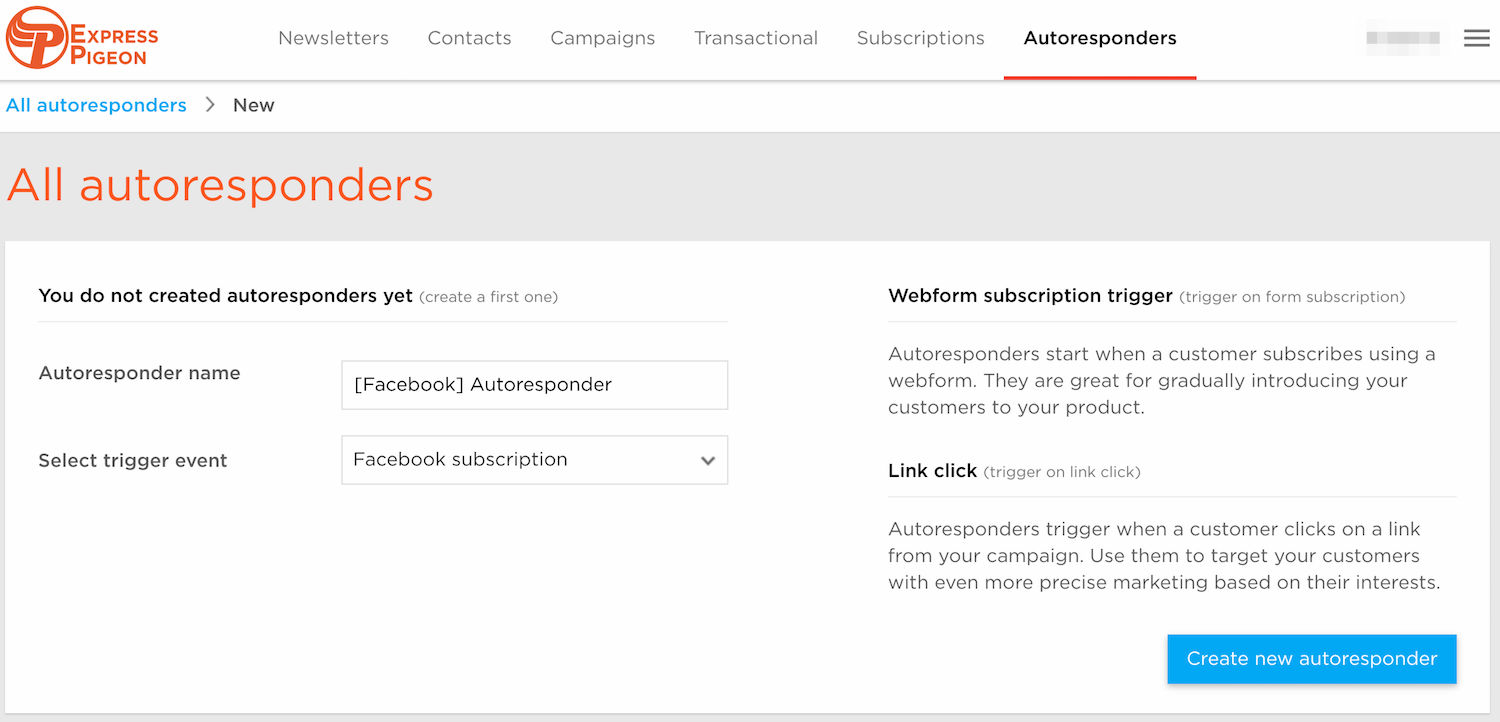 EXPRESS
PIGEON
Newsletters Contacts Campaigns Transactional Subscriptions Autoresponders
All autoresponders > New
All autoresponders
You do not created autoresponders yet (create a first one)
Autoresponder name
[Facebook] Autoresponder
Select trigger event
Facebook subscription
Webform subscription trigger (trigger on form subscription)
Autoresponders start when a customer subscribes using a
webform. They are great for gradually introducing your
customers to your product.
Link click (trigger on link click)
Autoresponders trigger when a customer clicks on a link
from your campaign. Use them to target your customers
with even more precise marketing based on their interests.
Create new autoresponder